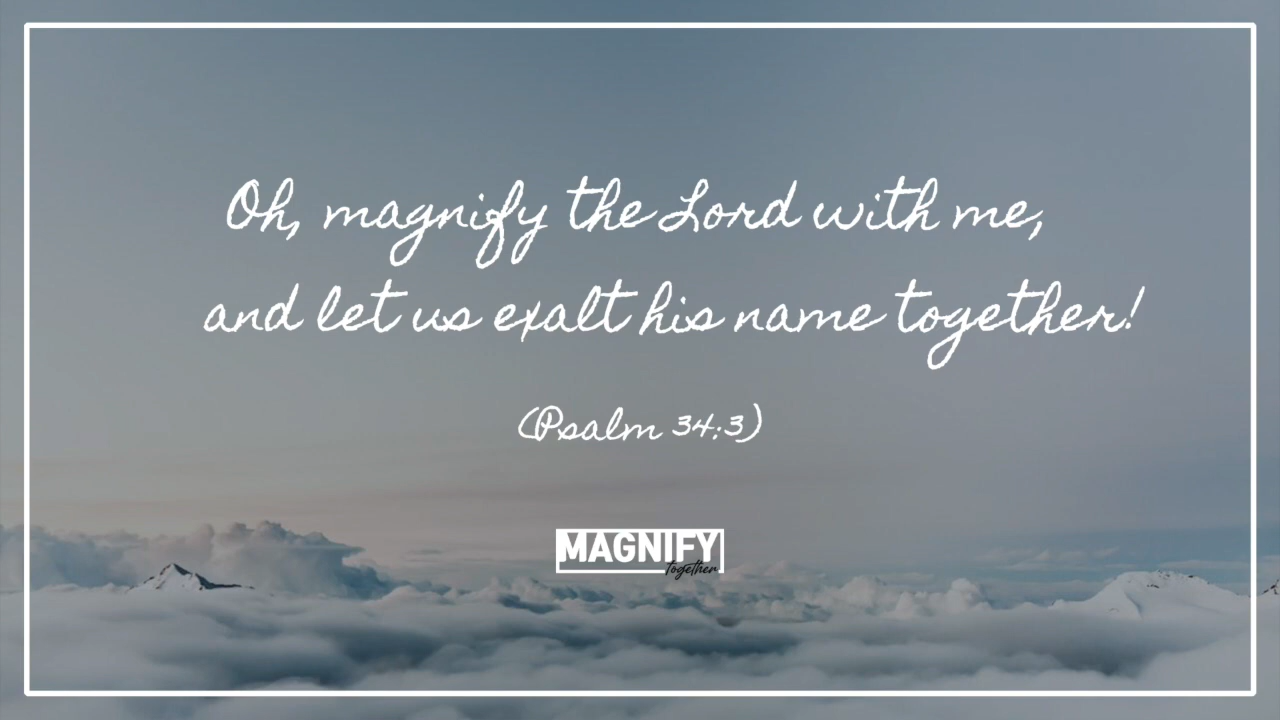 Oh, magnify the Lord with me,
and let us exalt his name together!
(Psalm 34:3)
MAGNIFY
together